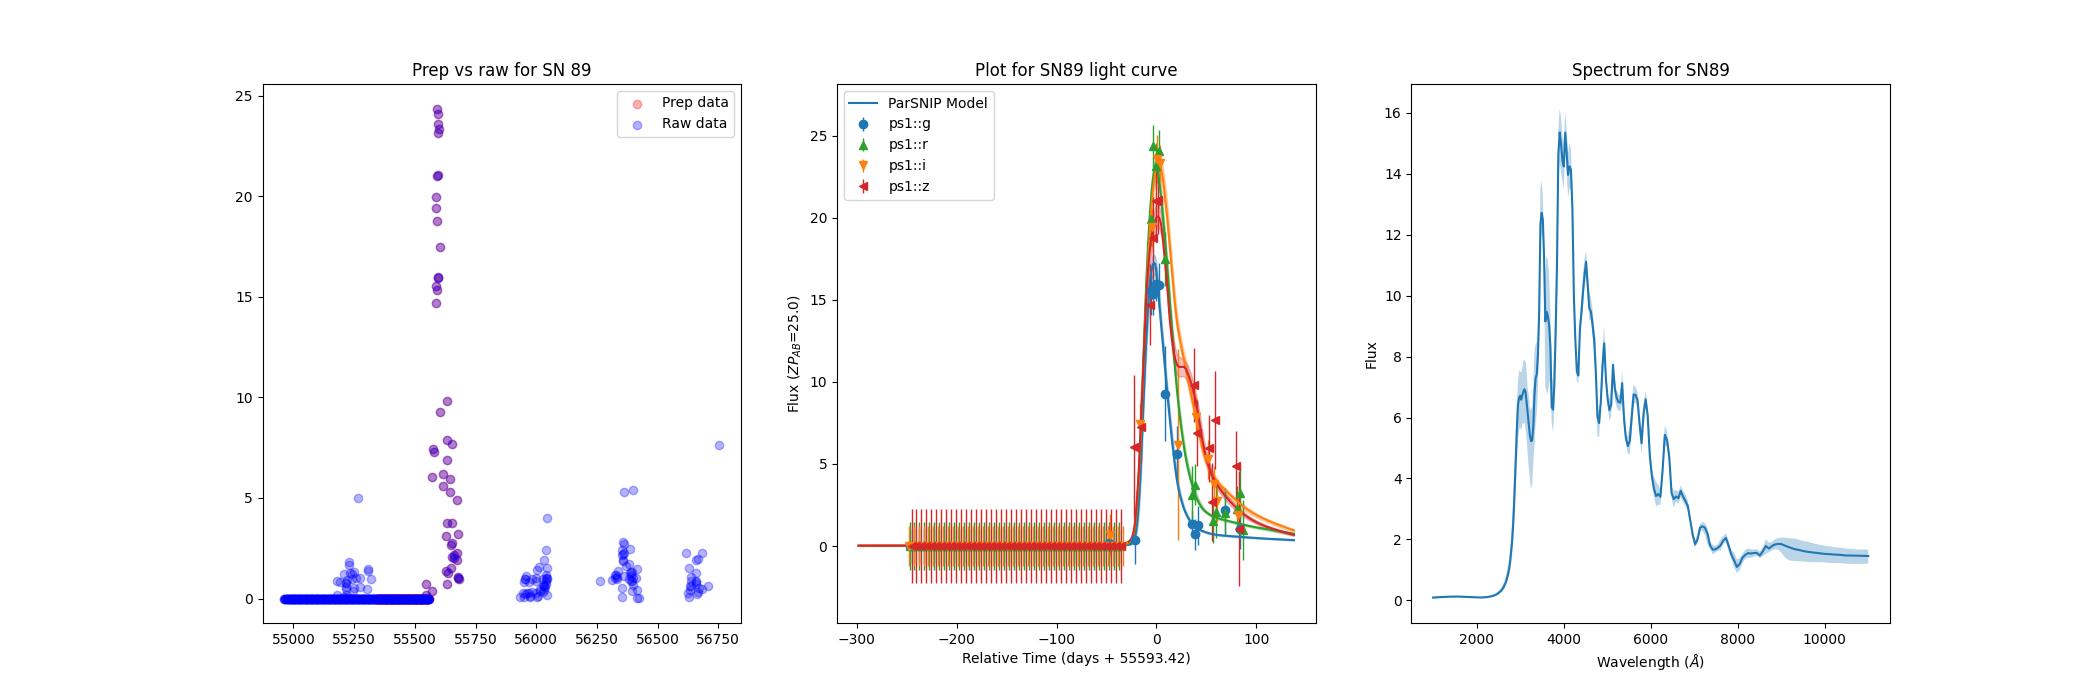 Prep vs raw for SN 89
Prep data
Raw data
25
20
15
10
5
0
55000
55250
55500
55750
56000
56250
56500
56750
Plot for SN89 light curve
ParSNIP Model
ps1::g
ps1::r
ps1::i
ps1::z
Flux (ZP_AB=25.0)
25
20
15
10
5
0
−300
−200
−100
0
100
Relative Time (days + 55593.42)
Spectrum for SN89
Flux
16
14
12
10
8
6
4
2
0
2000
4000
6000
8000
10000
Wavelength (Å)